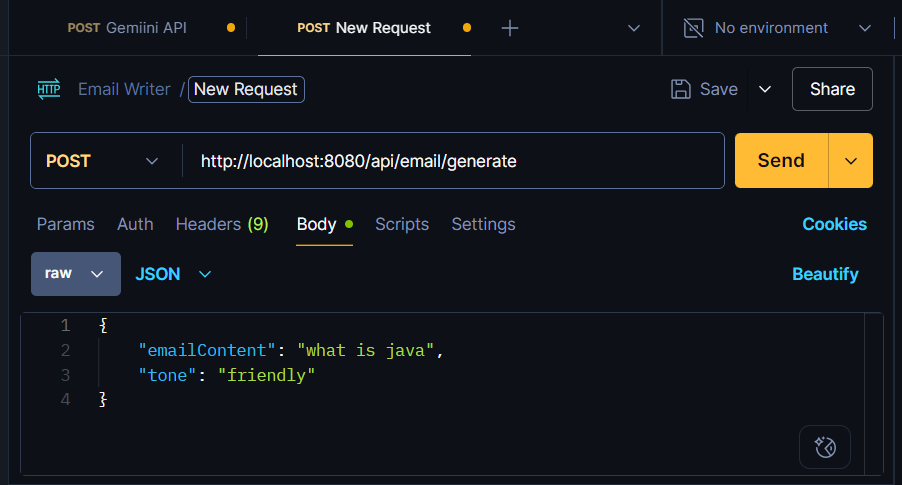 POST Gemiini API POST New Request No environment
HTTP Email Writer / New Request Save Share
POST http://localhost:8080/api/email/generate Send
Params Auth Headers (9) Body Scripts Settings Cookies
raw JSON Beautify
1 {
2 "emailContent": "what is java",
3 "tone": "friendly"
4 }